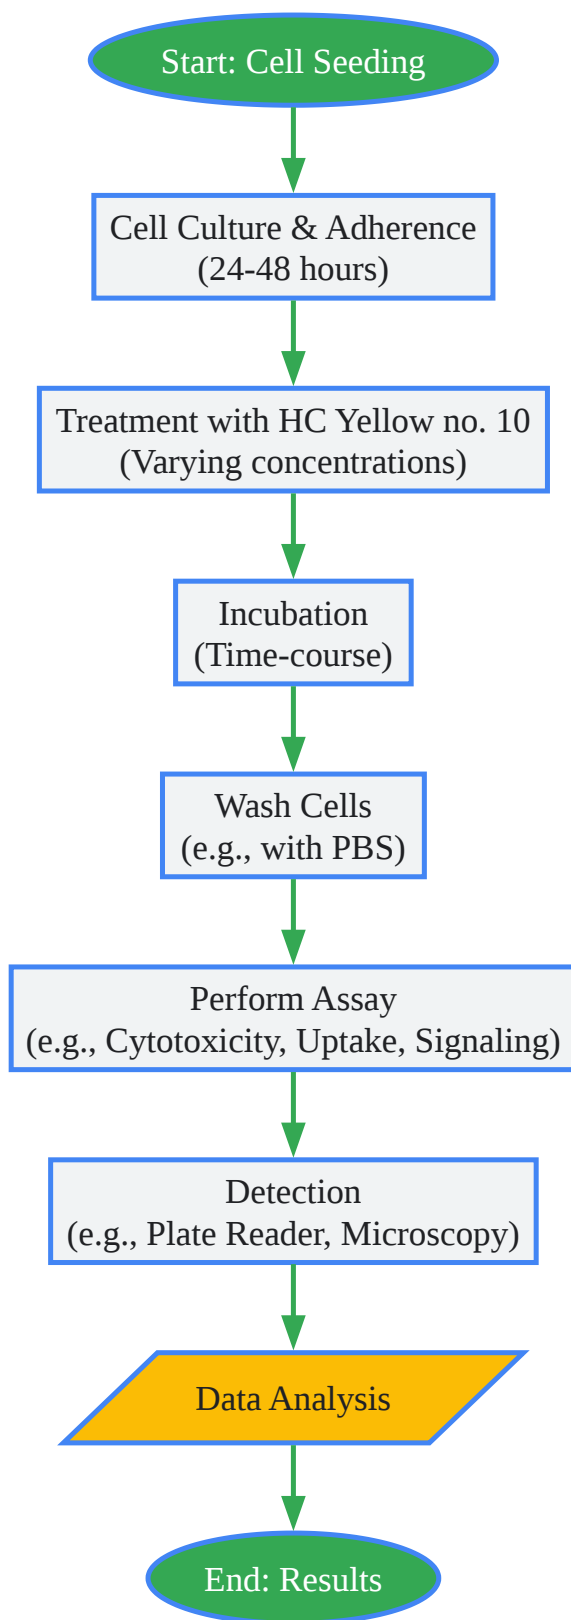 Start: Cell Seeding
Cell Culture & Adherence
(24-48 hours)
Treatment with HC Yellow no. 10
(Varying concentrations)
Incubation
(Time-course)
Wash Cells
(e.g., with PBS)
Perform Assay
(e.g., Cytotoxicity, Uptake, Signaling)
Detection
(e.g., Plate Reader, Microscopy)
Data Analysis
End: Results